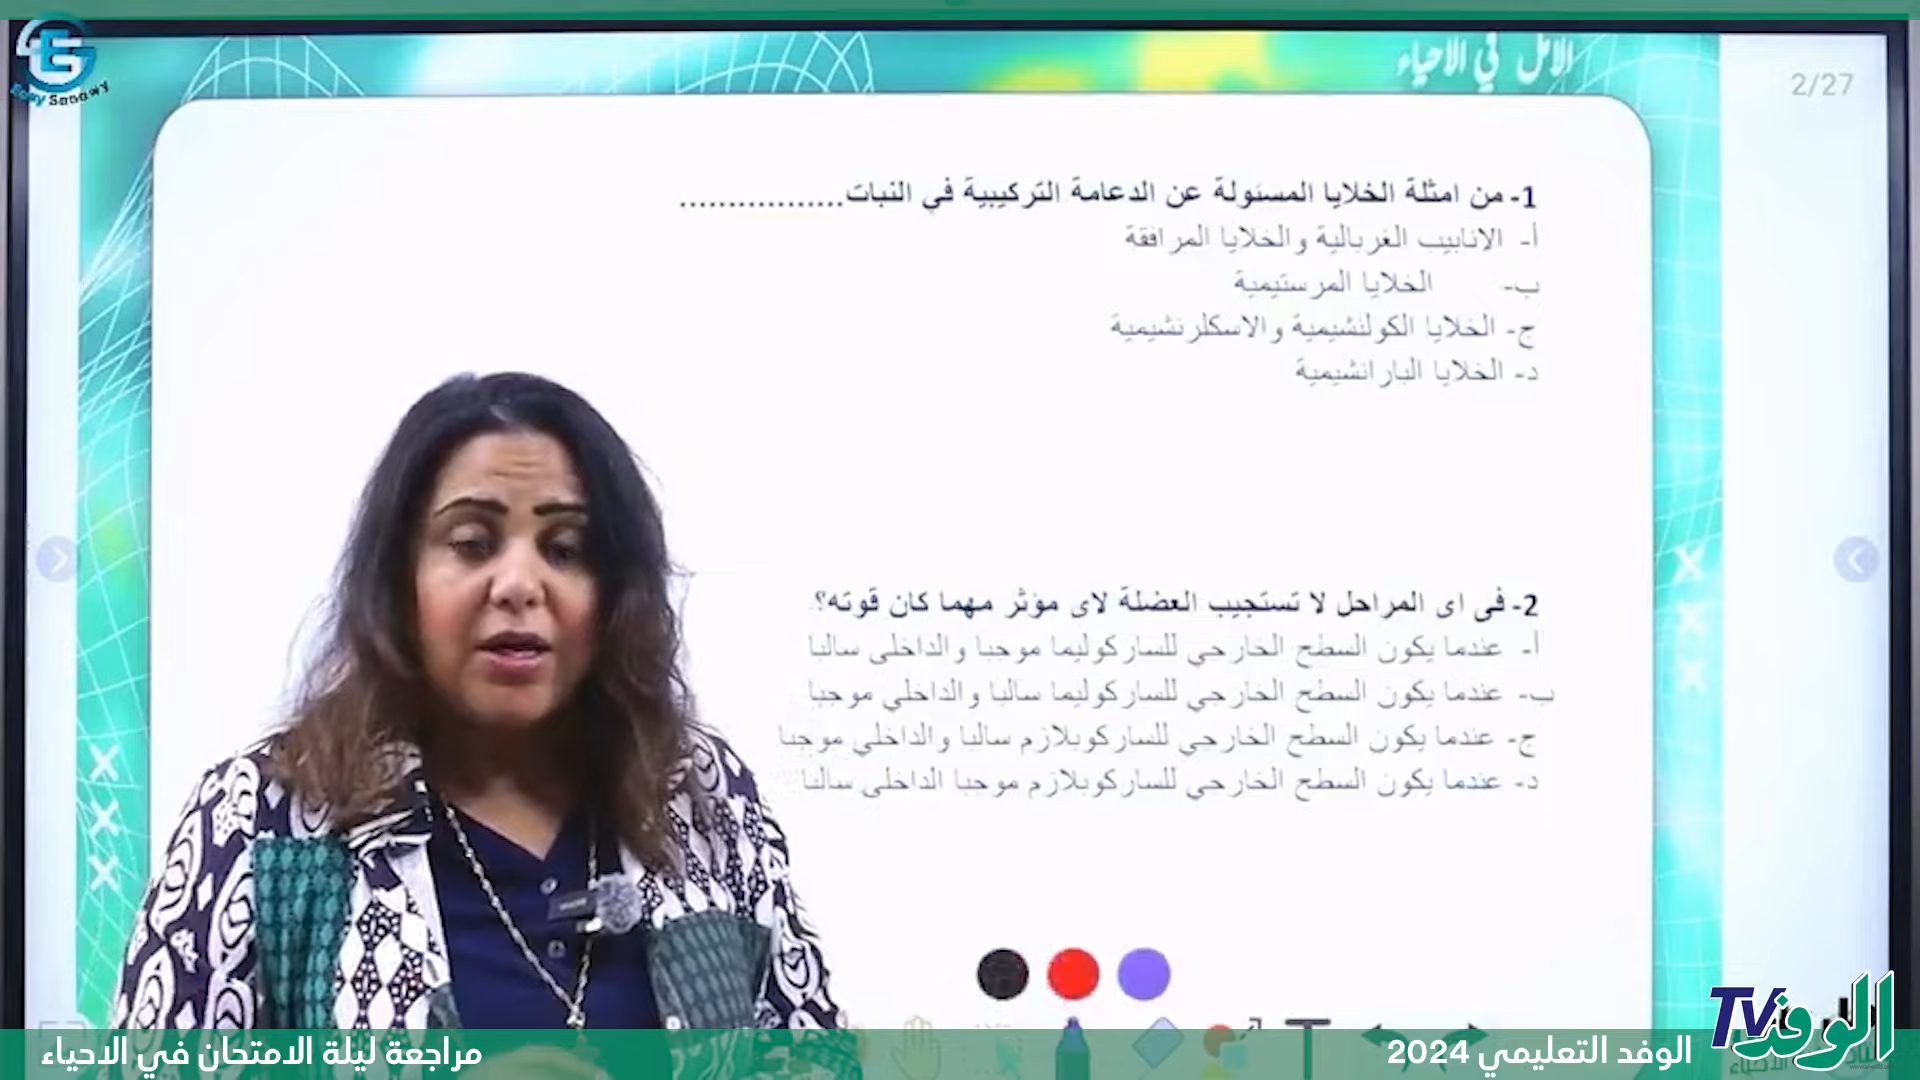 Easy Sanawy
الامل في الاحياء
2/27
1- من امثلة الخلايا المسئولة عن الدعامة التركيبية في النبات.................
أ- الانابيب الغربالية والخلايا المرافقة
ب- الخلايا المرستيمية
ج- الخلايا الكولنشيمية والاسكلرنشيمية
د- الخلايا البارانشيمية
2- فى اى المراحل لا تستجيب العضلة لاى مؤثر مهما كان قوته؟
أ- عندما يكون السطح الخارجي للساركوليما موجبا والداخلى سالبا
ب- عندما يكون السطح الخارجي للساركوليما سالبا والداخلي موجبا
ج- عندما يكون السطح الخارجي للساركوبلازم سالبا والداخلي موجبا
د- عندما يكون السطح الخارجي للساركوبلازم موجبا الداخلى سالبا
الوفد TV
الوفد التعليمي 2024
مراجعة ليلة الامتحان في الاحياء
الاحياء